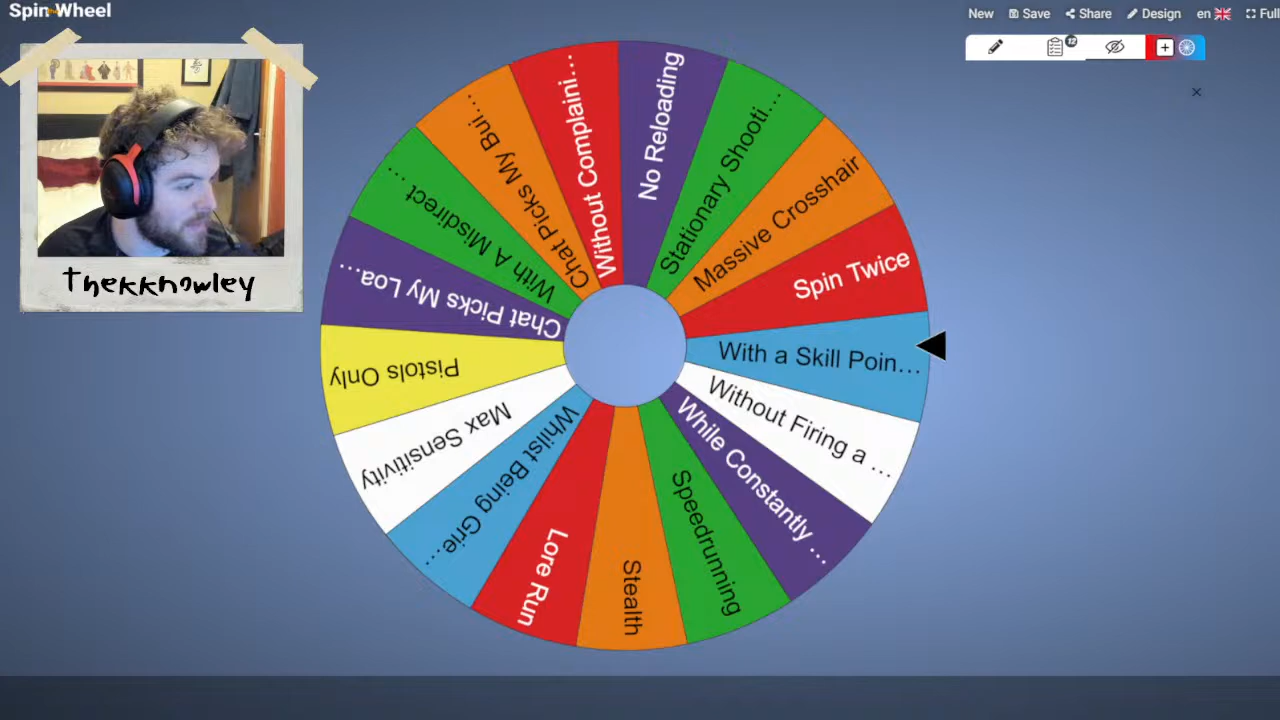 Spin the Wheel
New Save Share Design en Full
12
Thekknowley
No Reloading
Stationary Shooti...
Massive Crosshair
Spin Twice
With a Skill Poin...
Without Firing a ...
While Constantly ...
Speedrunning
Stealth
Lore Run
Whilst Being Grie...
Max Sensitivity
Pistols Only
Chat Picks My Loa...
With A Misdirect ...
Chat Picks My Bui...
Without Complaini...